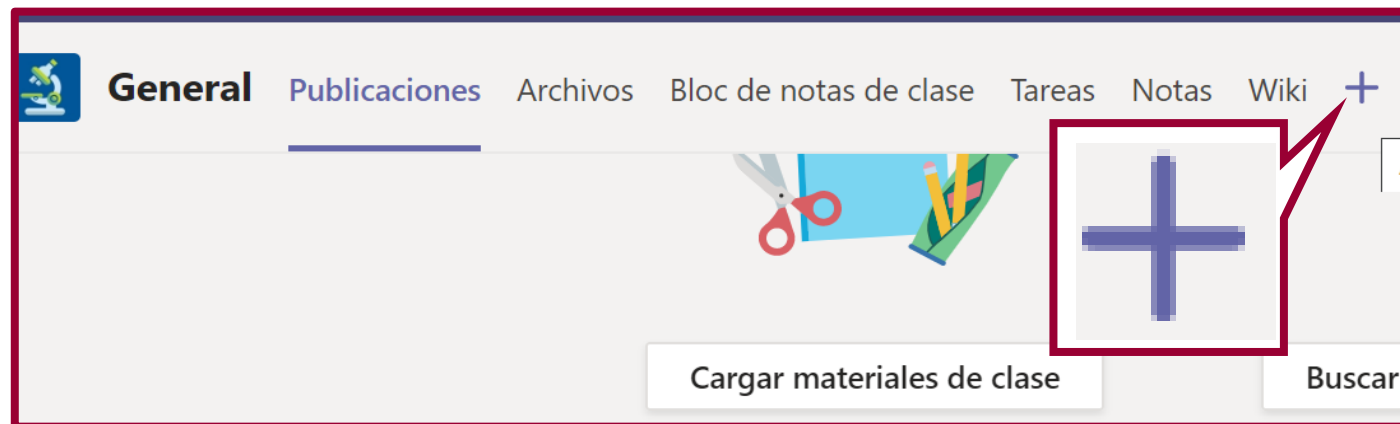 General Publicaciones Archivos Bloc de notas de clase Tareas Notas Wiki +
Cargar materiales de clase Buscar